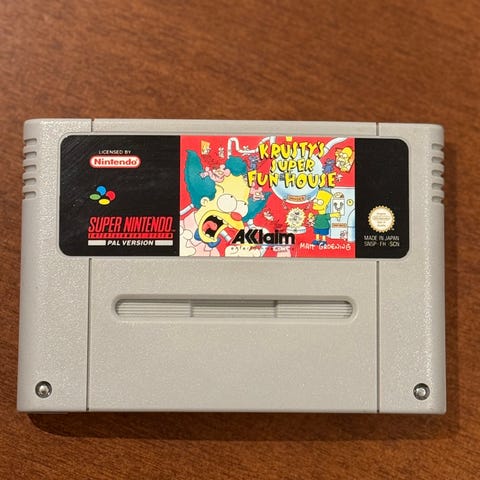 LICENSED BY
Nintendo
SUPER NINTENDO
ENTERTAINMENT SYSTEM
PAL VERSION
KRUSTY'S
SUPER
FUN HOUSE
AKKlaim
MATT GROENING
MADE IN JAPAN
SNSP - FH - SCN